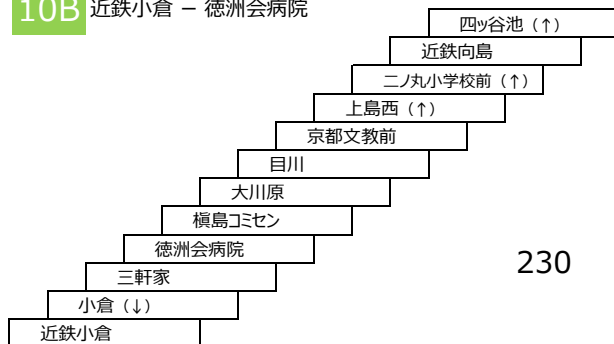 10B 近鉄小倉 － 徳洲会病院
四ッ谷池（↑）
近鉄向島
二ノ丸小学校前（↑）
上島西（↑）
京都文教前
目川
大川原
槇島コミセン
徳洲会病院
230
三軒家
小倉（↓）
近鉄小倉